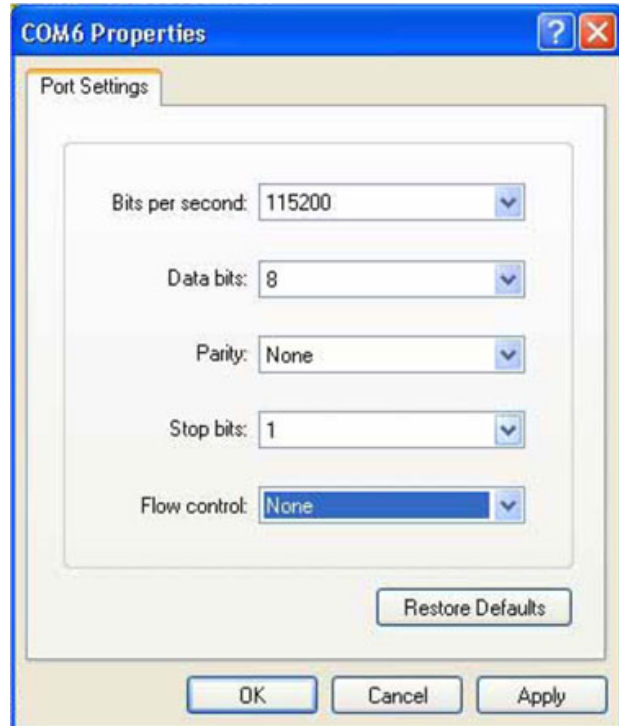 COM6 Properties
Port Settings
Bits per second: 115200
Data bits: 8
Parity: None
Stop bits: 1
Flow control: None
Restore Defaults
OK Cancel Apply